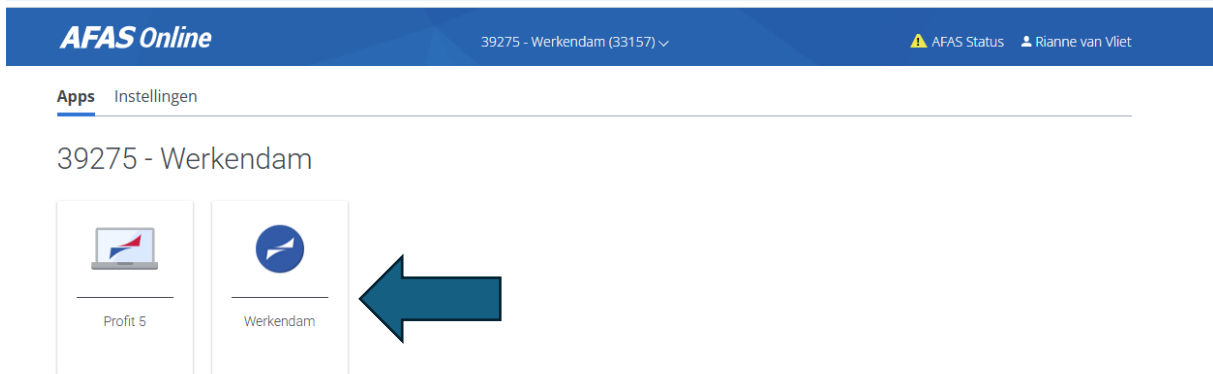 AFAS Online
39275 - Werkendam (33157)
AFAS Status
Rianne van Vliet
Apps
Instellingen
39275 - Werkendam
Profit 5
Werkendam